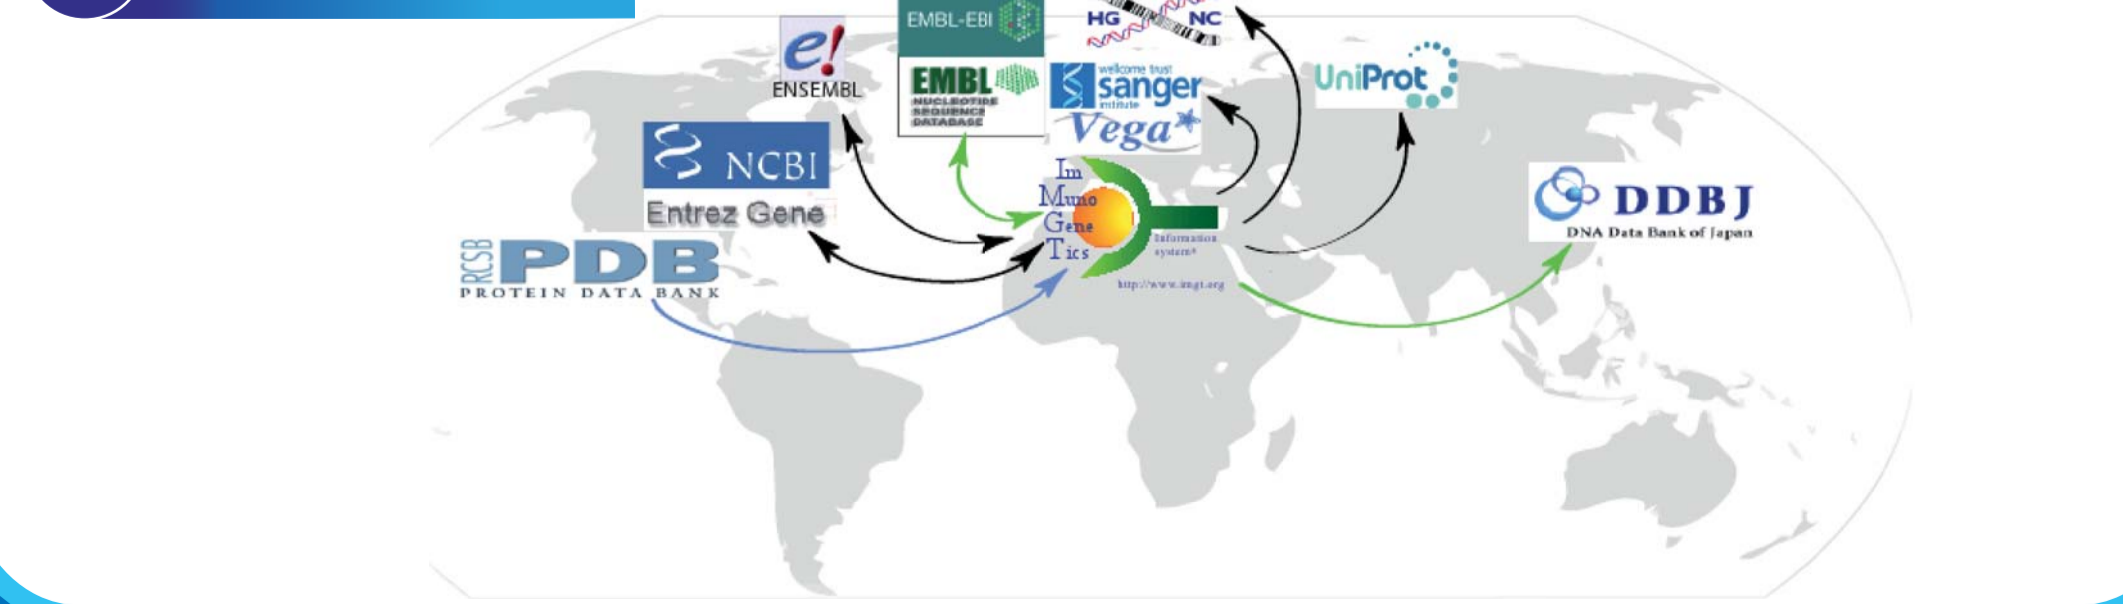 EMBL-EBI
HG NC
e!
ENSEMBL
EMBL
NUCLEOTIDE
SEQUENCE
DATABASE
wellcome trust
sanger
institute
Vega
UniProt
NCBI
Entrez Gene
Im
Muno
Gene
Tics
Information
system®
http://www.imgt.org
DDBJ
DNA Data Bank of Japan
RCSB
PDB
PROTEIN DATA BANK